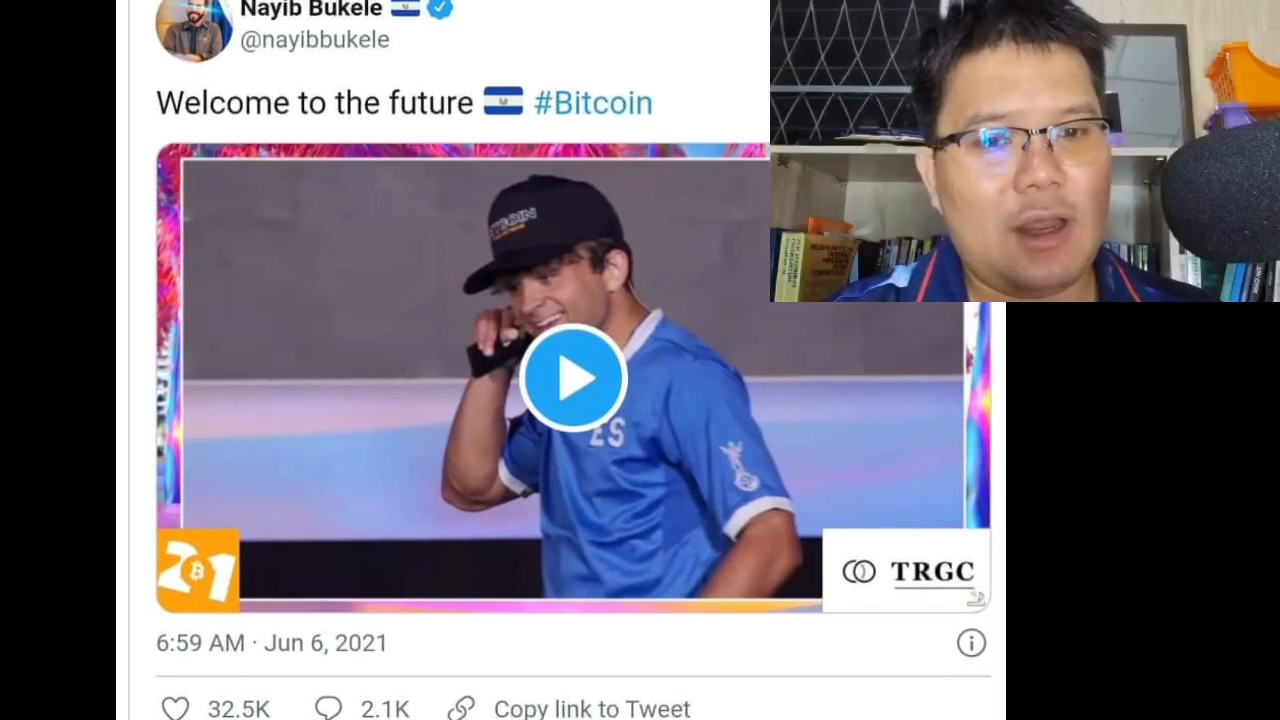 Nayib Bukele
@nayibbukele
Welcome to the future #Bitcoin
ES
TRGC
6:59 AM · Jun 6, 2021
32.5K
2.1K
Copy link to Tweet